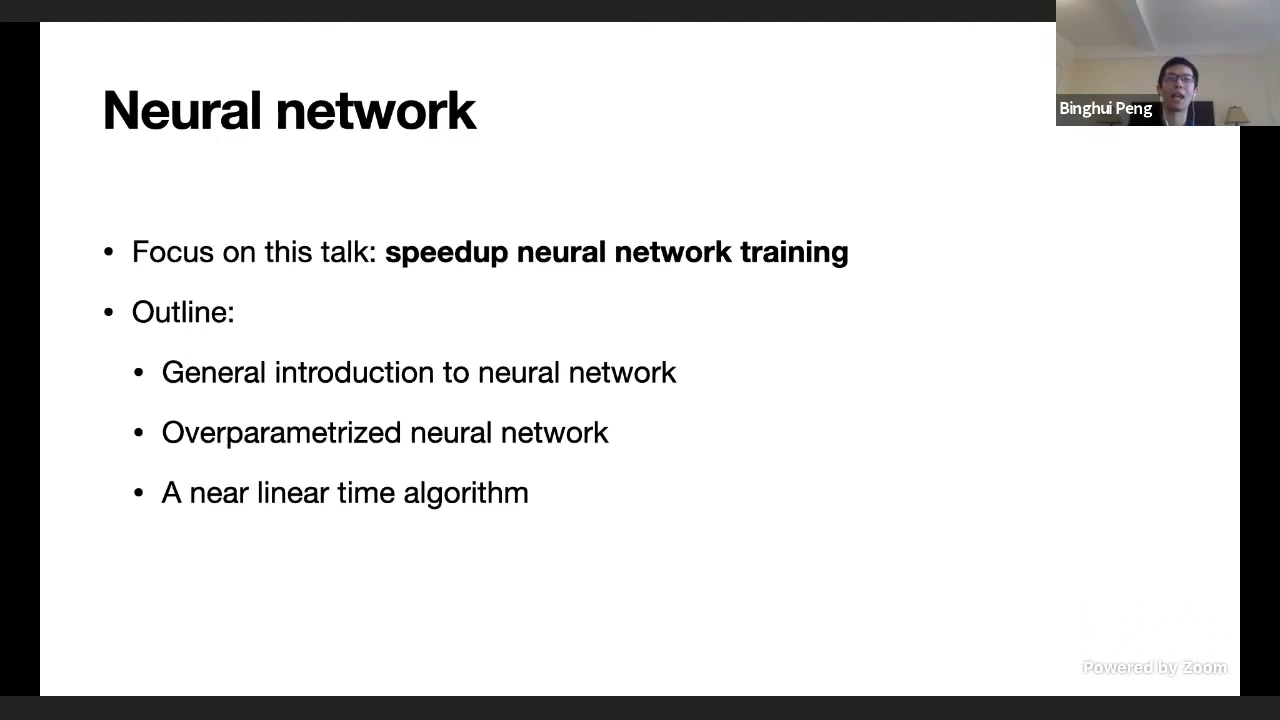 Neural network
Binghui Peng
• Focus on this talk: speedup neural network training
• Outline:
• General introduction to neural network
• Overparametrized neural network
• A near linear time algorithm
Powered by Zoom